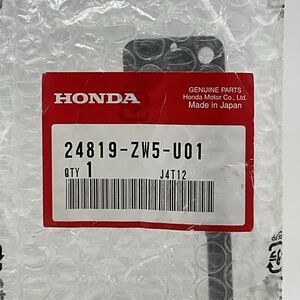 HONDA
GENUINE PARTS
Honda Motor Co., Ltd.
Made in Japan
24819-ZW5-U01
QTY 1 J4T12